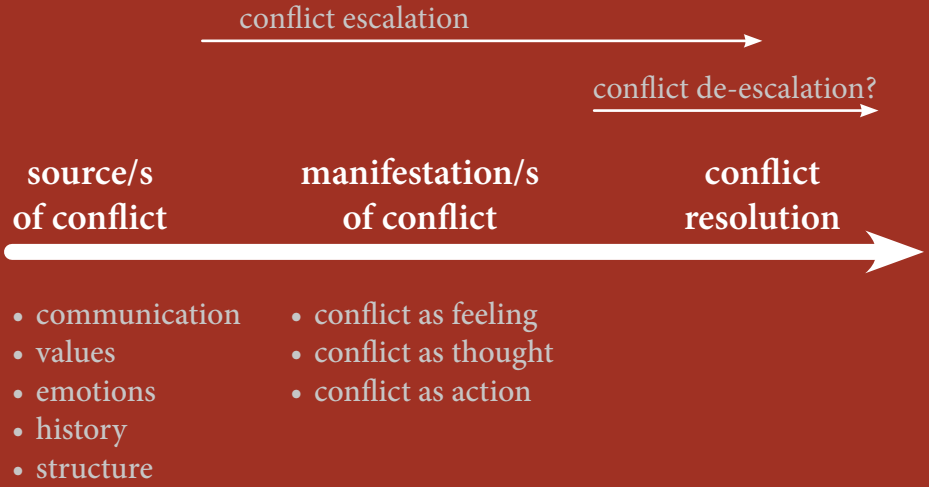 conflict escalation
conflict de-escalation?
source/s
of conflict
manifestation/s
of conflict
conflict
resolution
• communication
• values
• emotions
• history
• structure
• conflict as feeling
• conflict as thought
• conflict as action